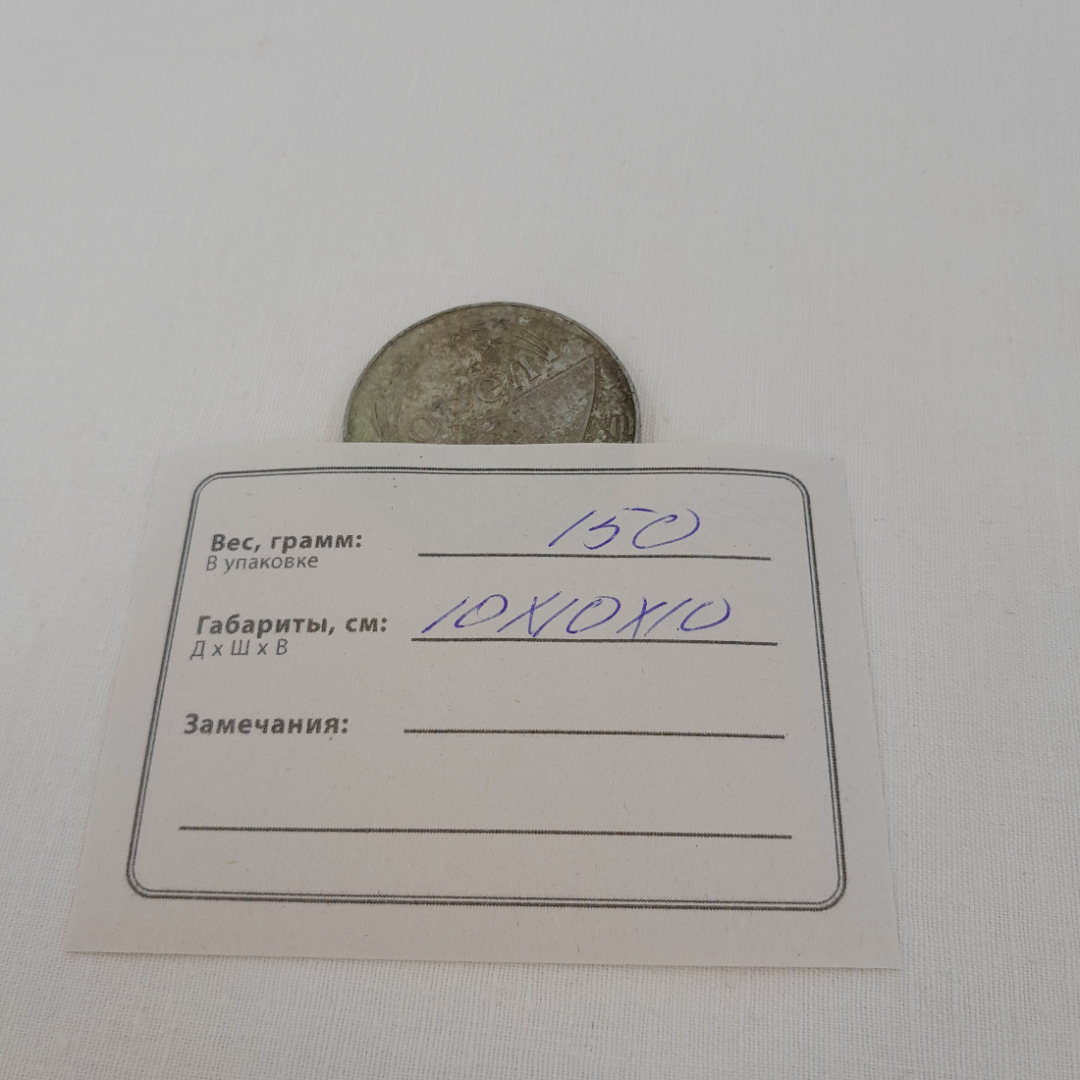 Вес, грамм: 150
В упаковке
Габариты, см: 10X10X10
Д х Ш х В
Замечания: